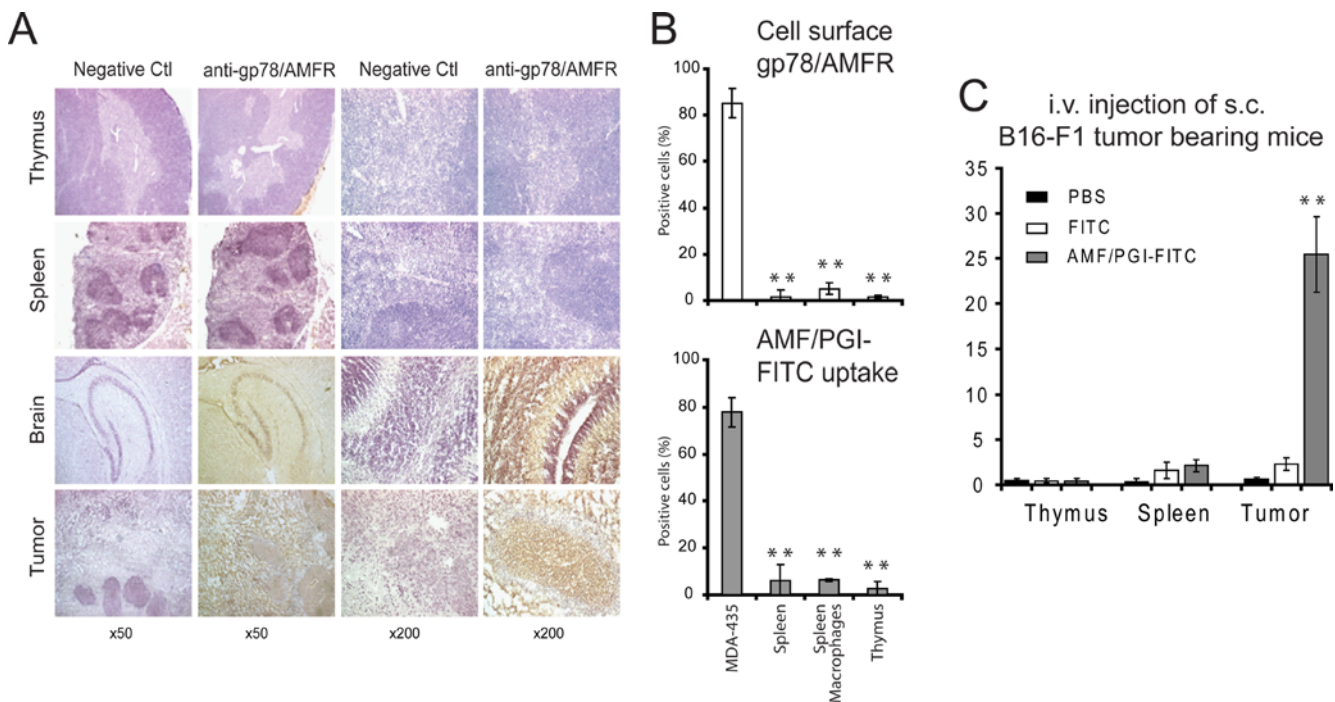 A
Negative Ctl anti-gp78/AMFR Negative Ctl anti-gp78/AMFR
Thymus
Spleen
Brain
Tumor
x50 x50 x200 x200
B
Cell surface
gp78/AMFR
Positive cells (%)
100
80
60
40
20
0
** ** **
AMF/PGI-
FITC uptake
Positive cells (%)
100
80
60
40
20
0
** ** **
MDA-435
Spleen
Spleen
Macrophages
Thymus
C
i.v. injection of s.c.
B16-F1 tumor bearing mice
35
30
25
20
15
10
5
0
PBS
FITC
AMF/PGI-FITC
**
Thymus Spleen Tumor